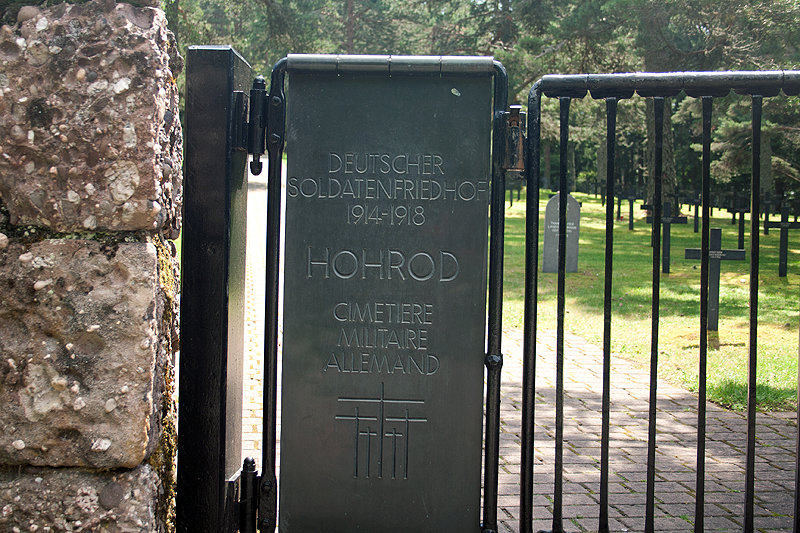 DEUTSCHER
SOLDATENFRIEDHOF
1914-1918
HOHROD
CIMETIERE
MILITAIRE
ALLEMAND